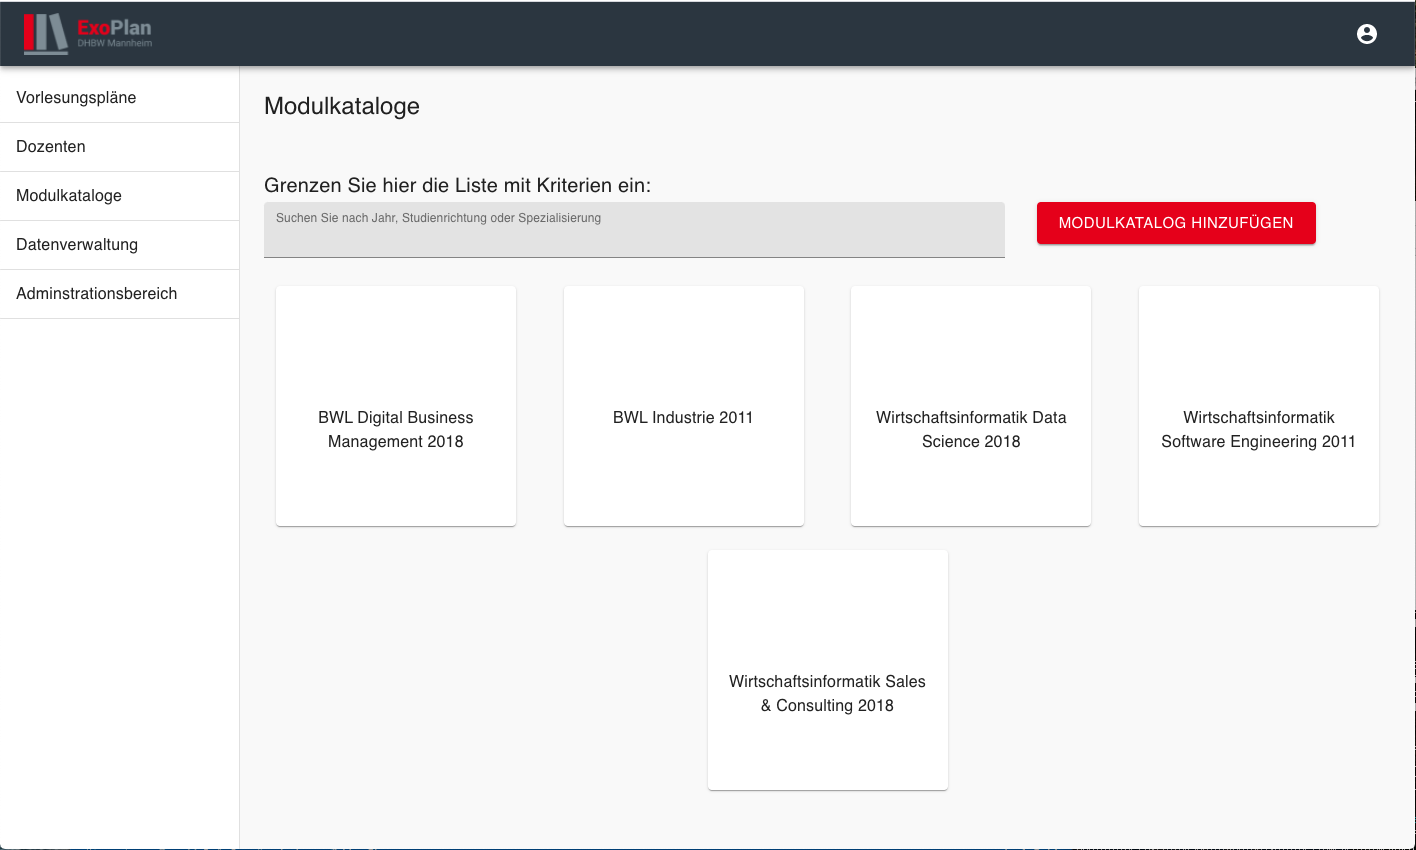 ExoPlan
DHBW Mannheim
Vorlesungspläne
Dozenten
Modulkataloge
Datenverwaltung
Adminstrationsbereich
Modulkataloge
Grenzen Sie hier die Liste mit Kriterien ein:
Suchen Sie nach Jahr, Studienrichtung oder Spezialisierung
MODULKATALOG HINZUFÜGEN
BWL Digital Business
Management 2018
BWL Industrie 2011
Wirtschaftsinformatik Data
Science 2018
Wirtschaftsinformatik
Software Engineering 2011
Wirtschaftsinformatik Sales
& Consulting 2018